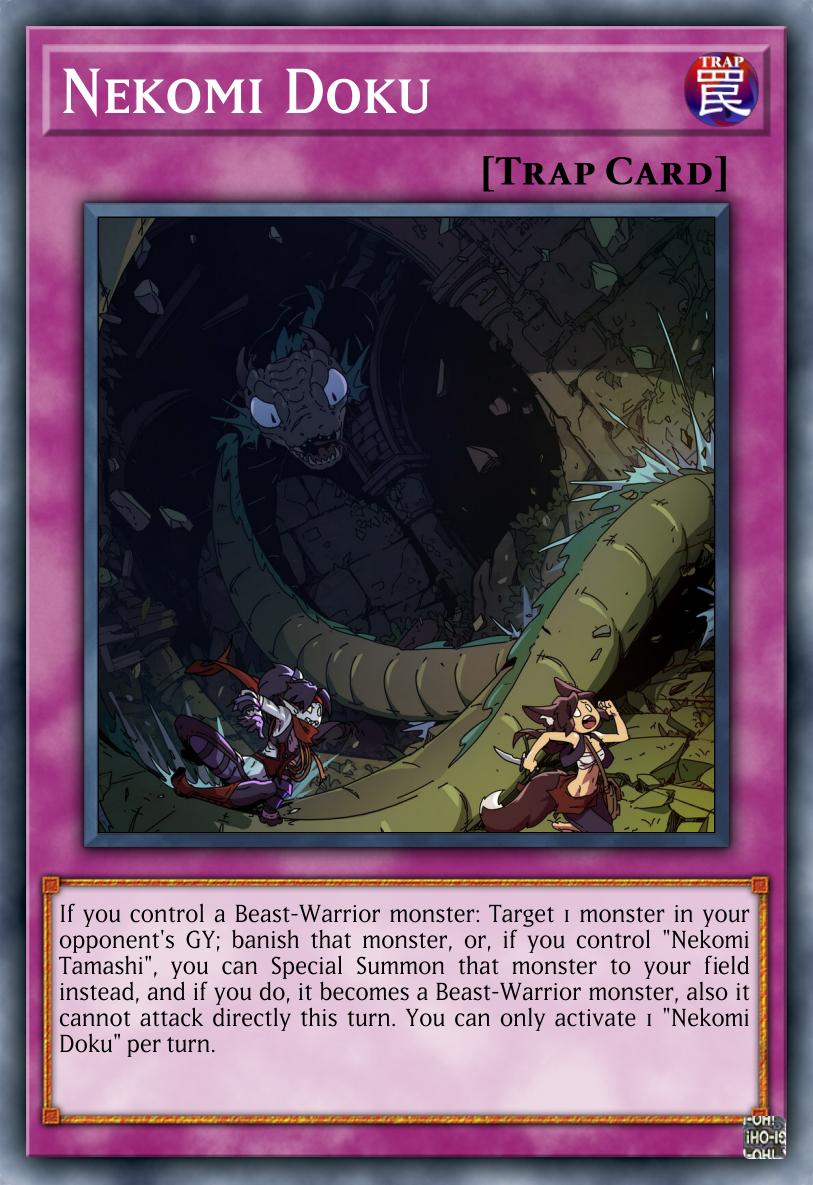 Nekomi Doku
TRAP
罠
[Trap Card]
If you control a Beast-Warrior monster: Target 1 monster in your
opponent's GY; banish that monster, or, if you control "Nekomi
Tamashi", you can Special Summon that monster to your field
instead, and if you do, it becomes a Beast-Warrior monster, also it
cannot attack directly this turn. You can only activate 1 "Nekomi
Doku" per turn.